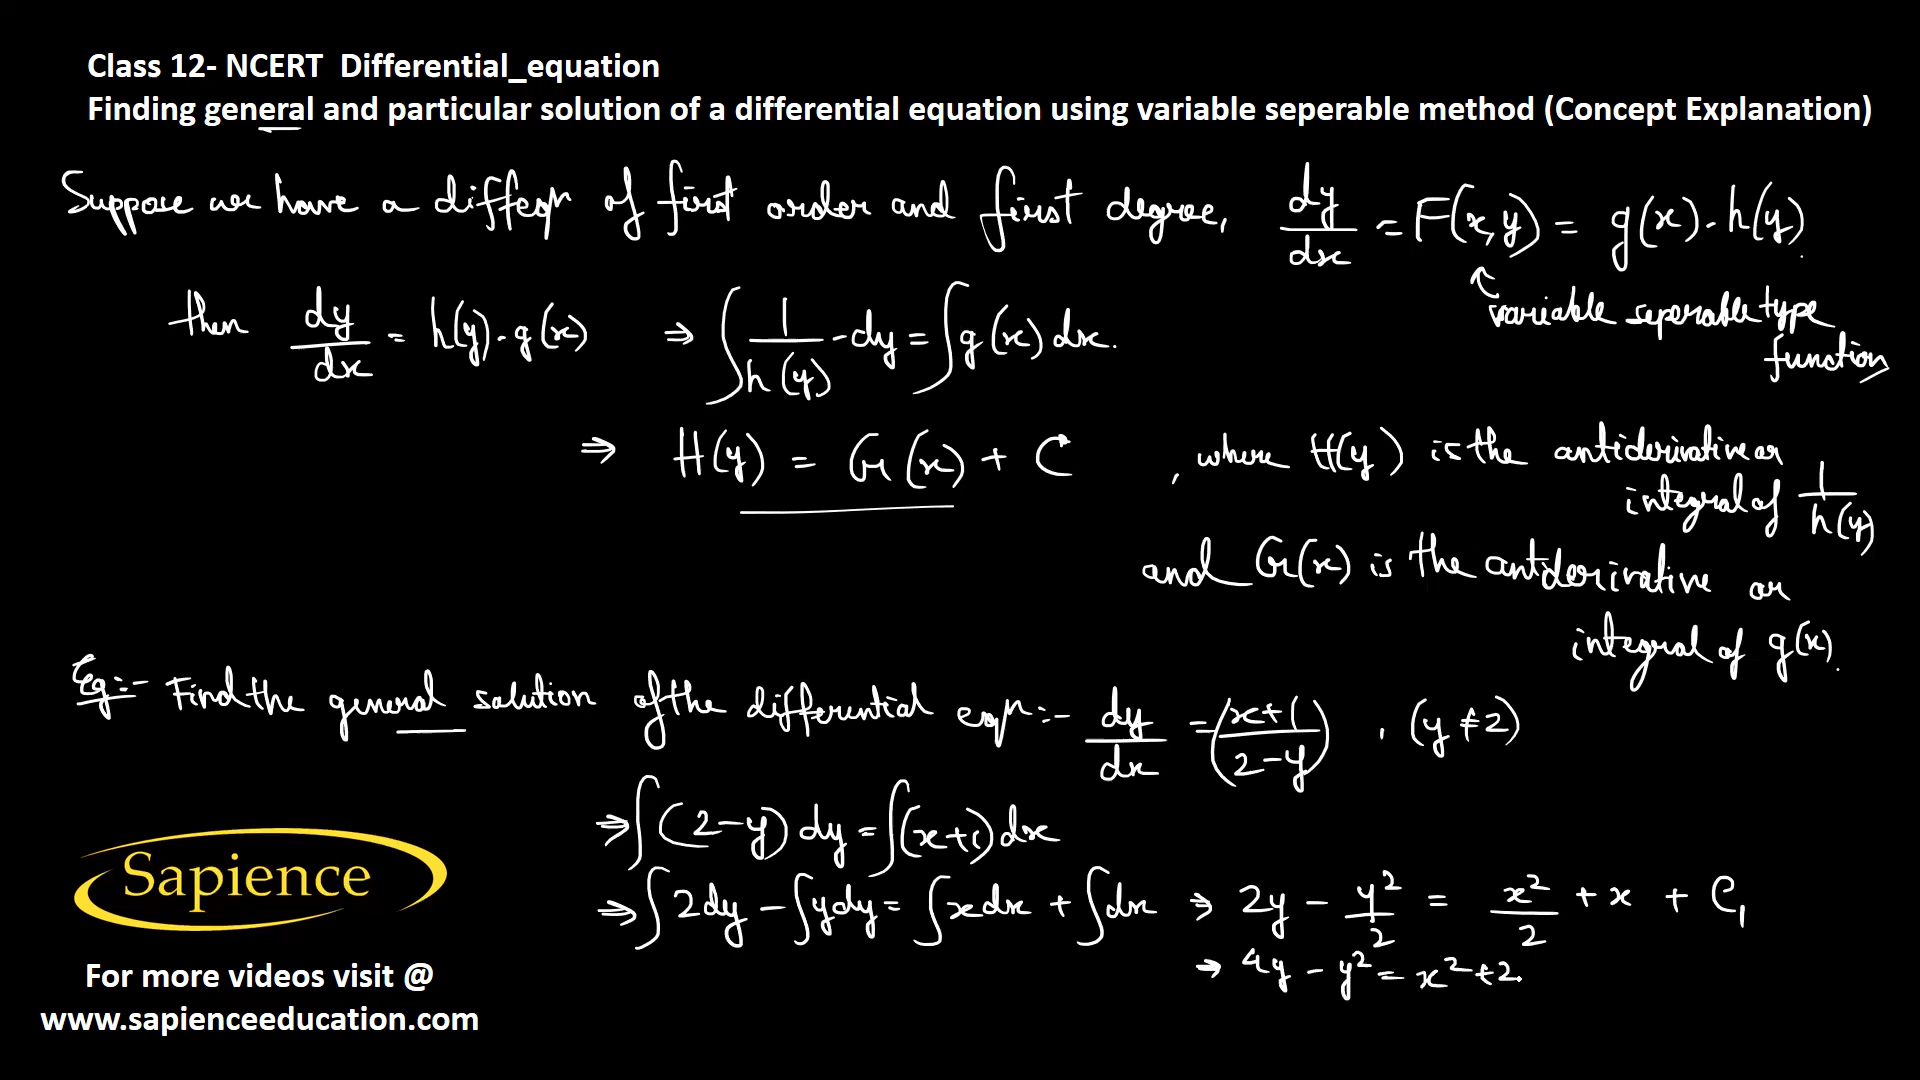 Class 12- NCERT Differential_equation
Finding general and particular solution of a differential equation using variable seperable method (Concept Explanation)
Suppose we have a diffeqn of first order and first degree, dy/dx = F(x,y) = g(x)·h(y)
variable seperable type
function
then dy/dx = h(y)·g(x) ⇒ ∫ 1/h(y) · dy = ∫ g(x) dx.
⇒ H(y) = G(x) + C , where H(y) is the antiderivative or
integral of 1/h(y)
and G(x) is the antiderivative or
integral of g(x).
Eg:- Find the general solution of the differential eqn:- dy/dx = (x+1/2-y) , (y ≠ 2)
⇒ ∫(2-y) dy = ∫(x+1) dx
⇒ ∫2dy - ∫ydy = ∫xdx + ∫dx ⇒ 2y - y²/2 = x²/2 + x + C₁
→ 4y - y² = x² + 2
Sapience
For more videos visit @
www.sapienceeducation.com